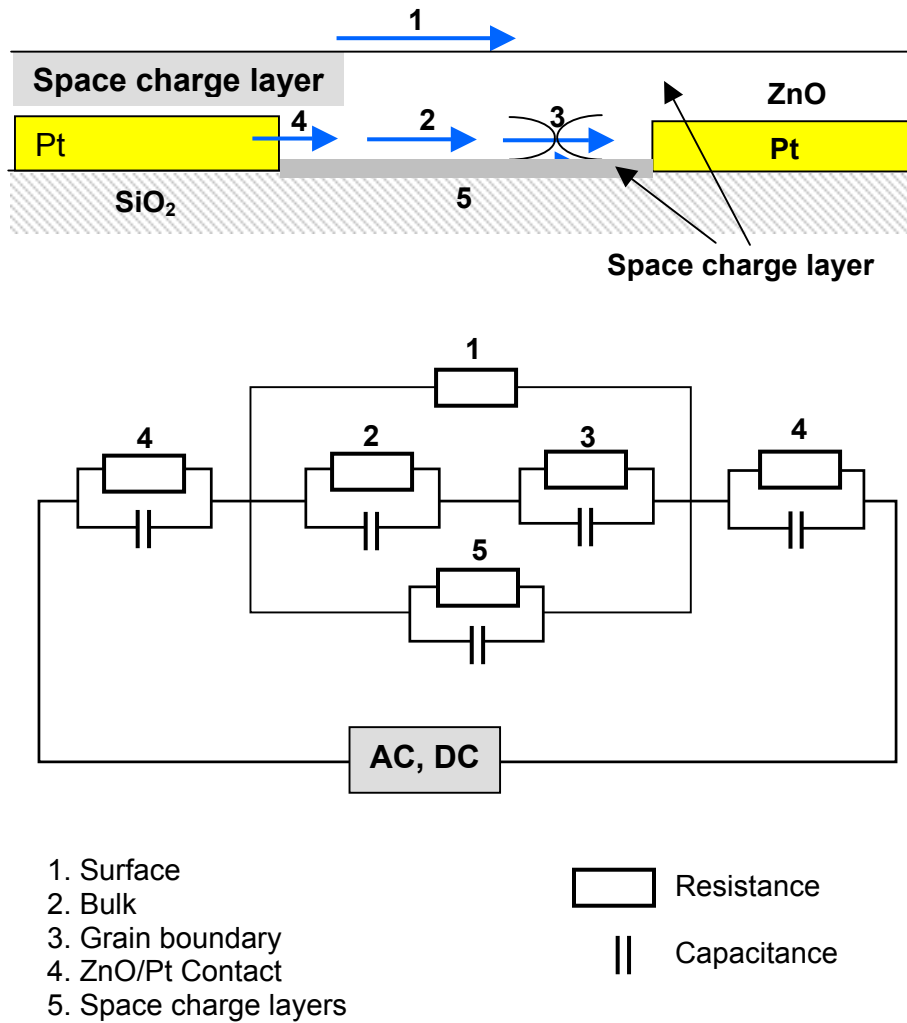 1
Space charge layer
ZnO
4
2
3
Pt
Pt
SiO₂
5
Space charge layer
1
4
2
3
4
5
AC, DC
1. Surface
2. Bulk
3. Grain boundary
4. ZnO/Pt Contact
5. Space charge layers
Resistance
Capacitance